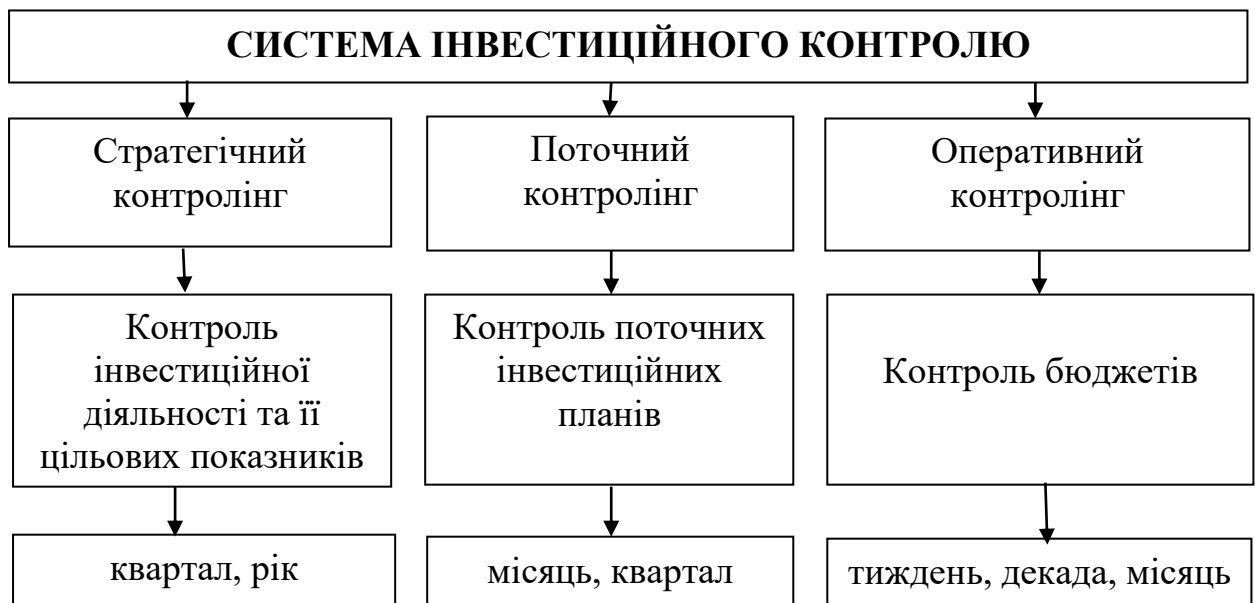 СИСТЕМА ІНВЕСТИЦІЙНОГО КОНТРОЛЮ
Стратегічний
контролінг
Поточний
контролінг
Оперативний
контролінг
Контроль
інвестиційної
діяльності та її
цільових показників
Контроль поточних
інвестиційних
планів
Контроль бюджетів
квартал, рік
місяць, квартал
тиждень, декада, місяць